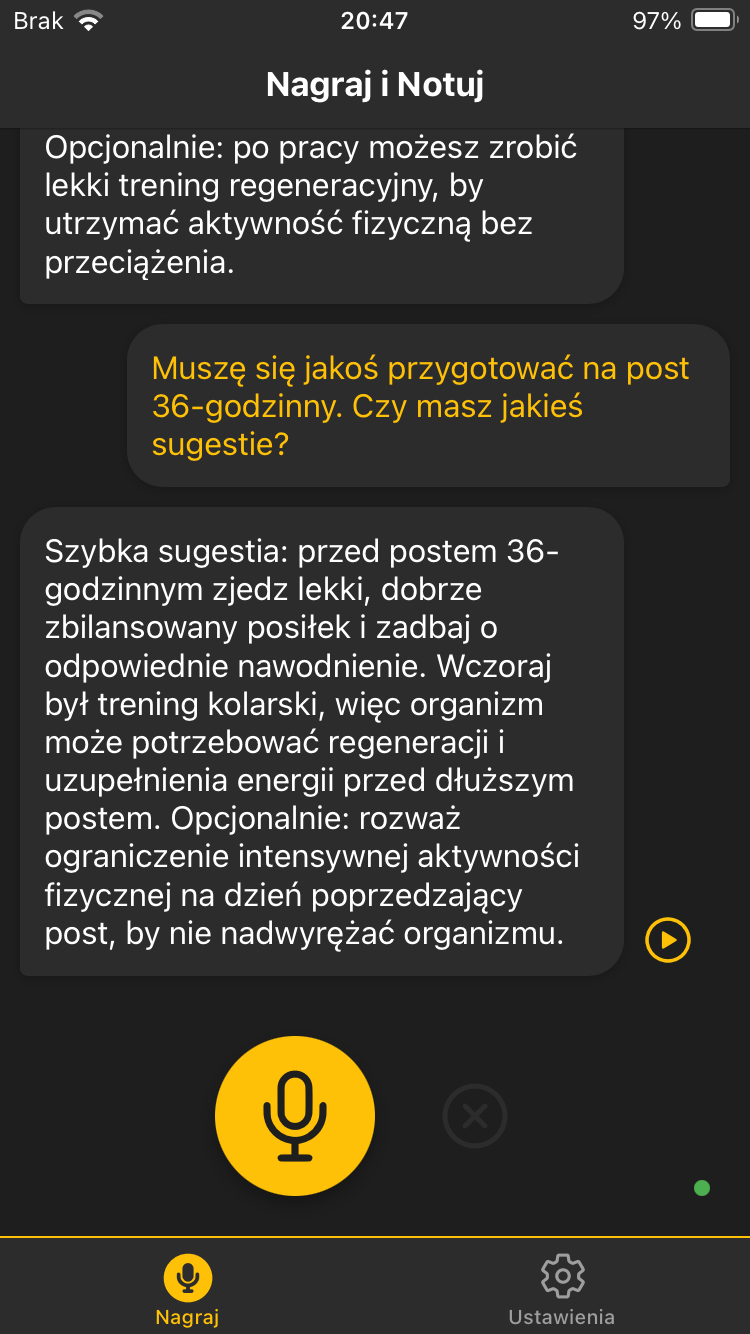 Brak 20:47 97%
Nagraj i Notuj
Opcjonalnie: po pracy możesz zrobić
lekki trening regeneracyjny, by
utrzymać aktywność fizyczną bez
przeciążenia.
Muszę się jakoś przygotować na post
36-godzinny. Czy masz jakieś
sugestie?
Szybka sugestia: przed postem 36-
godzinnym zjedz lekki, dobrze
zbilansowany posiłek i zadbaj o
odpowiednie nawodnienie. Wczoraj
był trening kolarski, więc organizm
może potrzebować regeneracji i
uzupełnienia energii przed dłuższym
postem. Opcjonalnie: rozważ
ograniczenie intensywnej aktywności
fizycznej na dzień poprzedzający
post, by nie nadwyrężać organizmu.
Nagraj Ustawienia